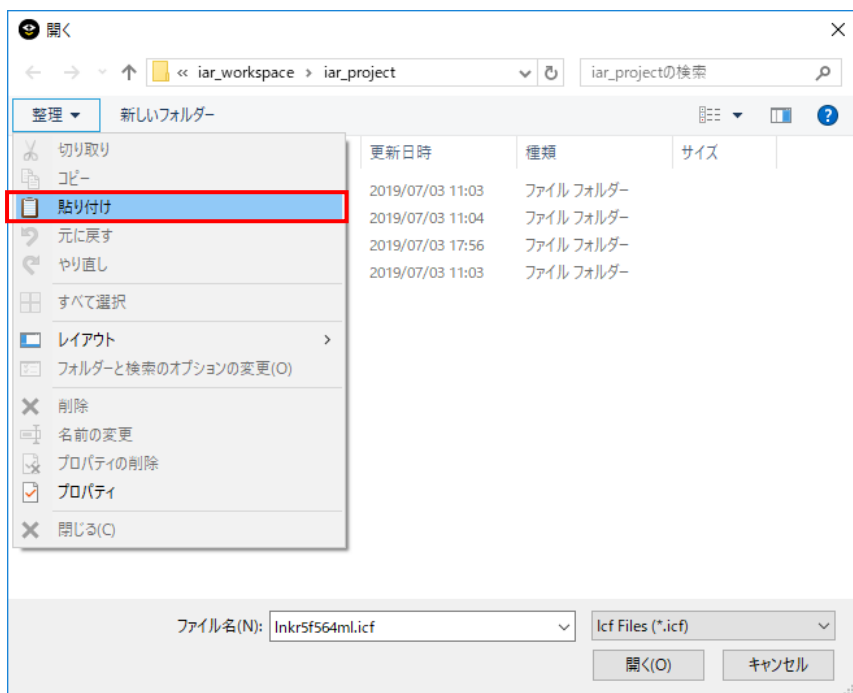 開く
« iar_workspace › iar_project
iar_projectの検索
整理
新しいフォルダー
?
切り取り
コピー
貼り付け
元に戻す
やり直し
すべて選択
レイアウト
フォルダーと検索のオプションの変更(O)
削除
名前の変更
プロパティの削除
プロパティ
閉じる(C)
更新日時 種類 サイズ
2019/07/03 11:03 ファイル フォルダー
2019/07/03 11:04 ファイル フォルダー
2019/07/03 17:56 ファイル フォルダー
2019/07/03 11:03 ファイル フォルダー
ファイル名(N): lnkr5f564ml.icf
Icf Files (*.icf)
開く(O) キャンセル